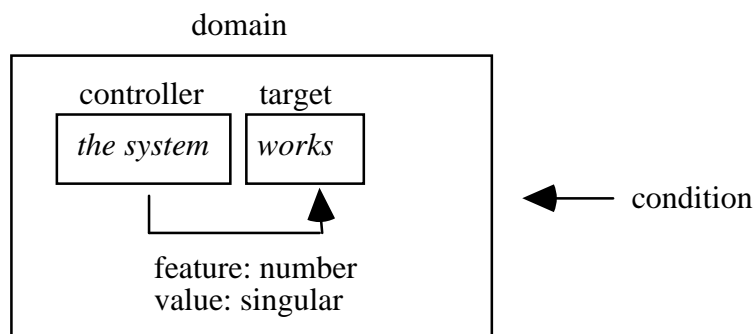 domain
controller target
the system works
condition
feature: number
value: singular